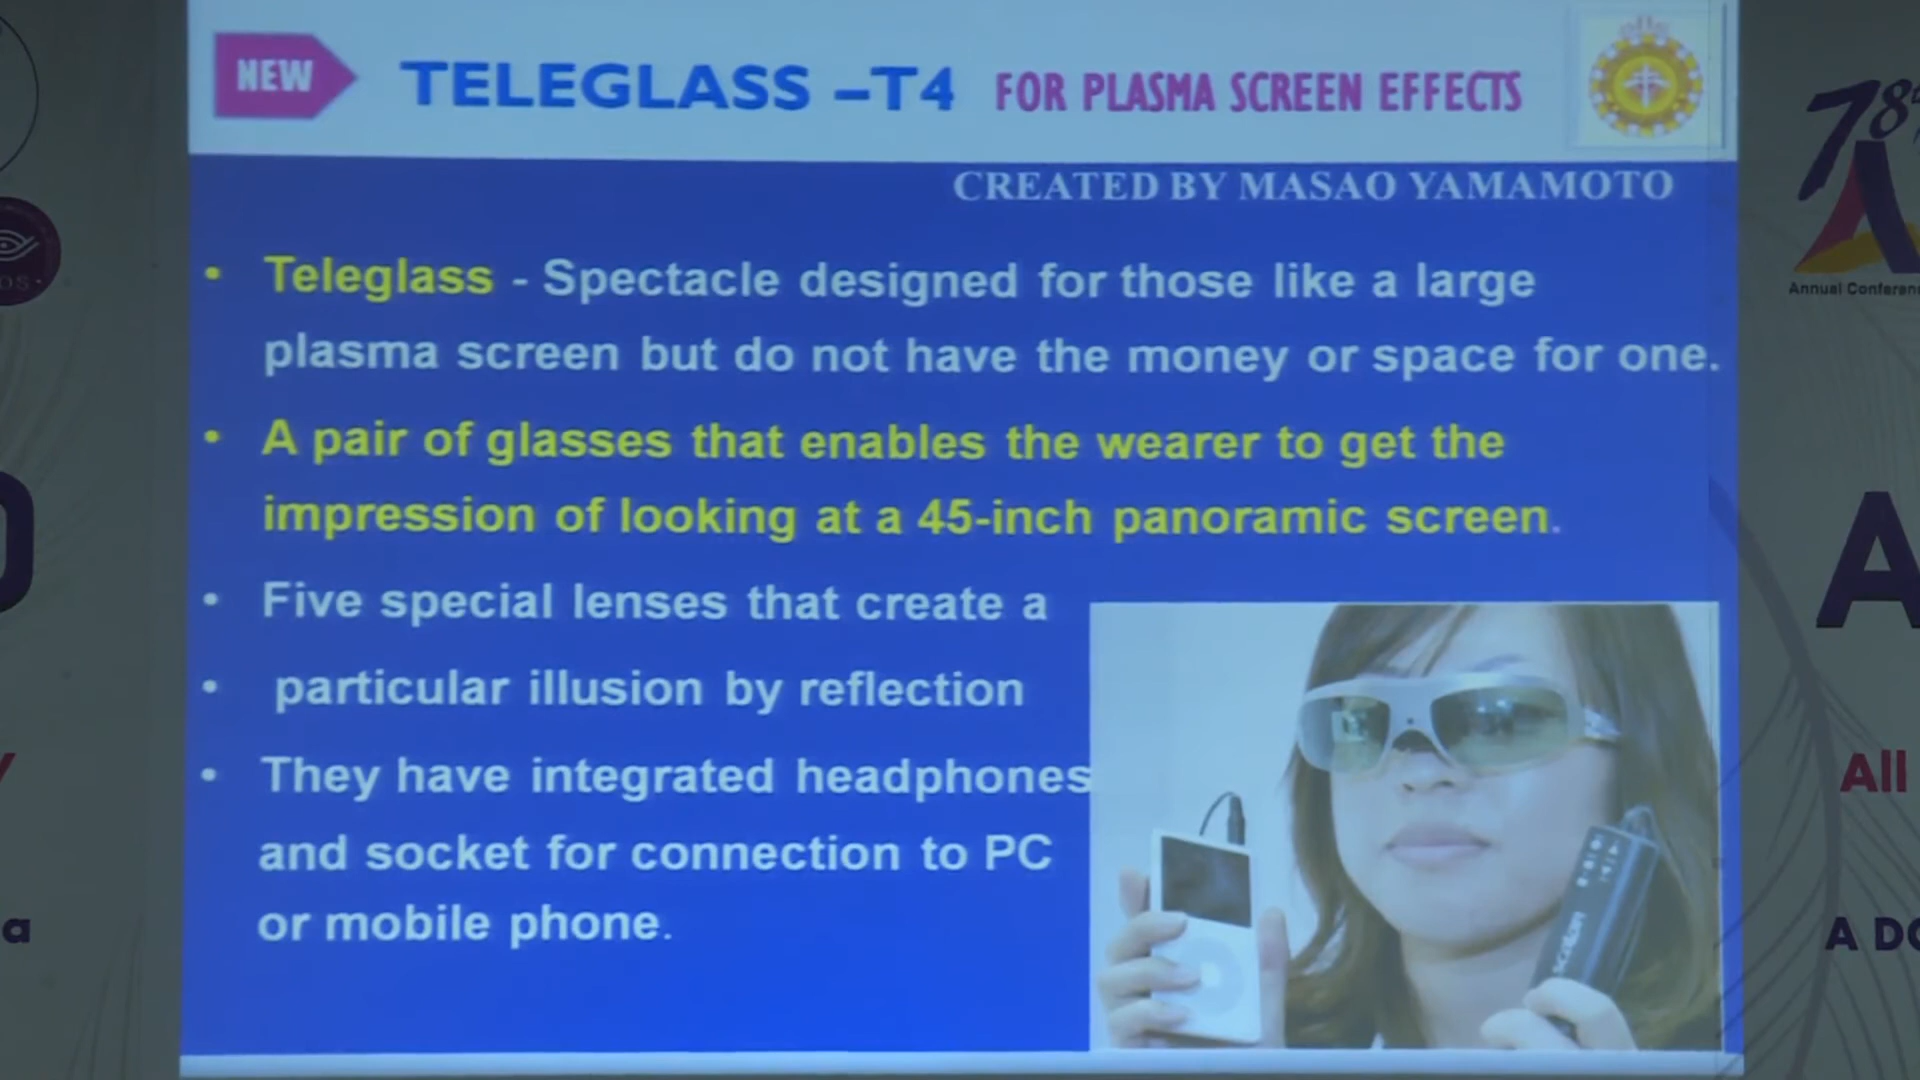 NEW
TELEGLASS –T4 FOR PLASMA SCREEN EFFECTS
CREATED BY MASAO YAMAMOTO
• Teleglass - Spectacle designed for those like a large
plasma screen but do not have the money or space for one.
• A pair of glasses that enables the wearer to get the
impression of looking at a 45-inch panoramic screen.
• Five special lenses that create a
• particular illusion by reflection
• They have integrated headphones
and socket for connection to PC
or mobile phone.
78
Annual
A
All
A
a